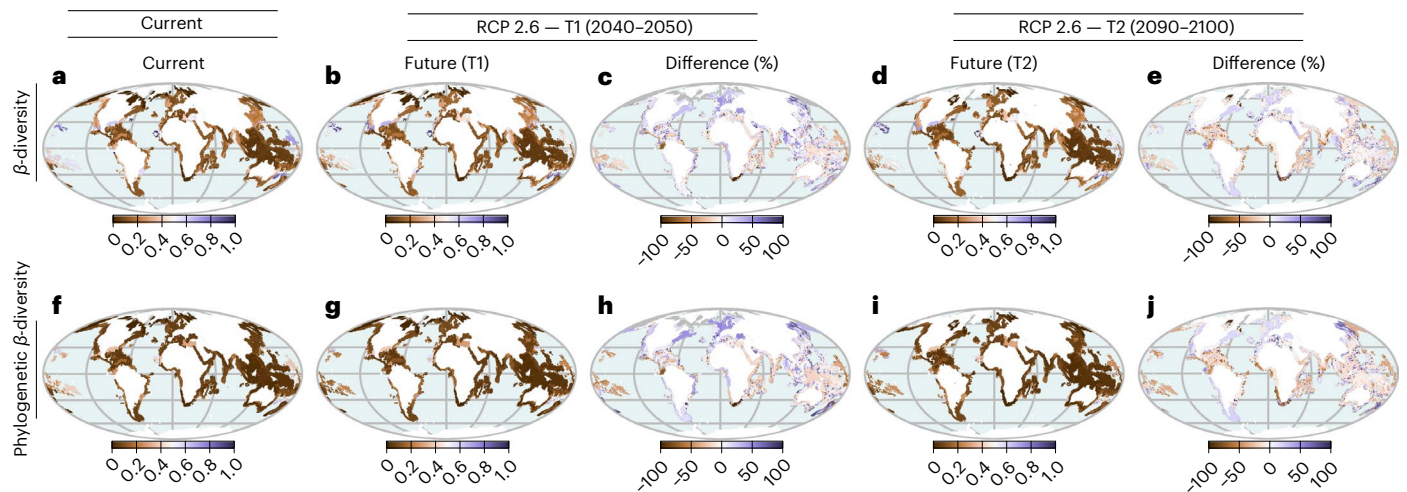 Current
RCP 2.6 — T1 (2040–2050)
RCP 2.6 — T2 (2090–2100)
Current
Future (T1)
Difference (%)
Future (T2)
Difference (%)
a
b
c
d
e
β-diversity
0 0.2 0.4 0.6 0.8 1.0
0 0.2 0.4 0.6 0.8 1.0
–100 –50 0 50 100
0 0.2 0.4 0.6 0.8 1.0
–100 –50 0 50 100
f
g
h
i
j
Phylogenetic β-diversity
0 0.2 0.4 0.6 0.8 1.0
0 0.2 0.4 0.6 0.8 1.0
–100 –50 0 50 100
0 0.2 0.4 0.6 0.8 1.0
–100 –50 0 50 100